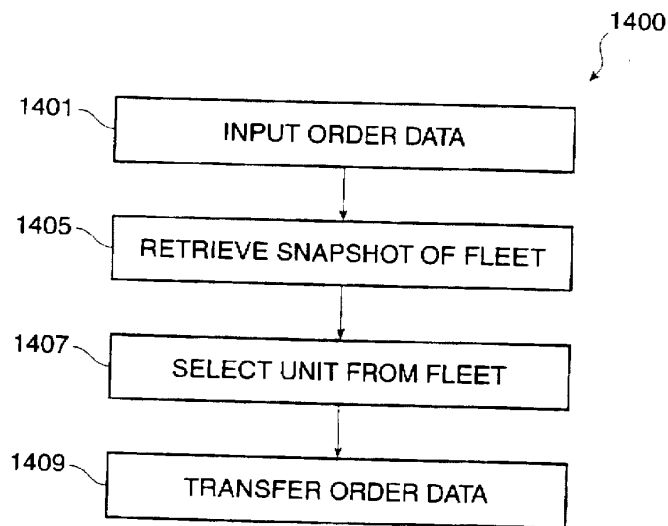 1400
1401
INPUT ORDER DATA
1405
RETRIEVE SNAPSHOT OF FLEET
1407
SELECT UNIT FROM FLEET
1409
TRANSFER ORDER DATA